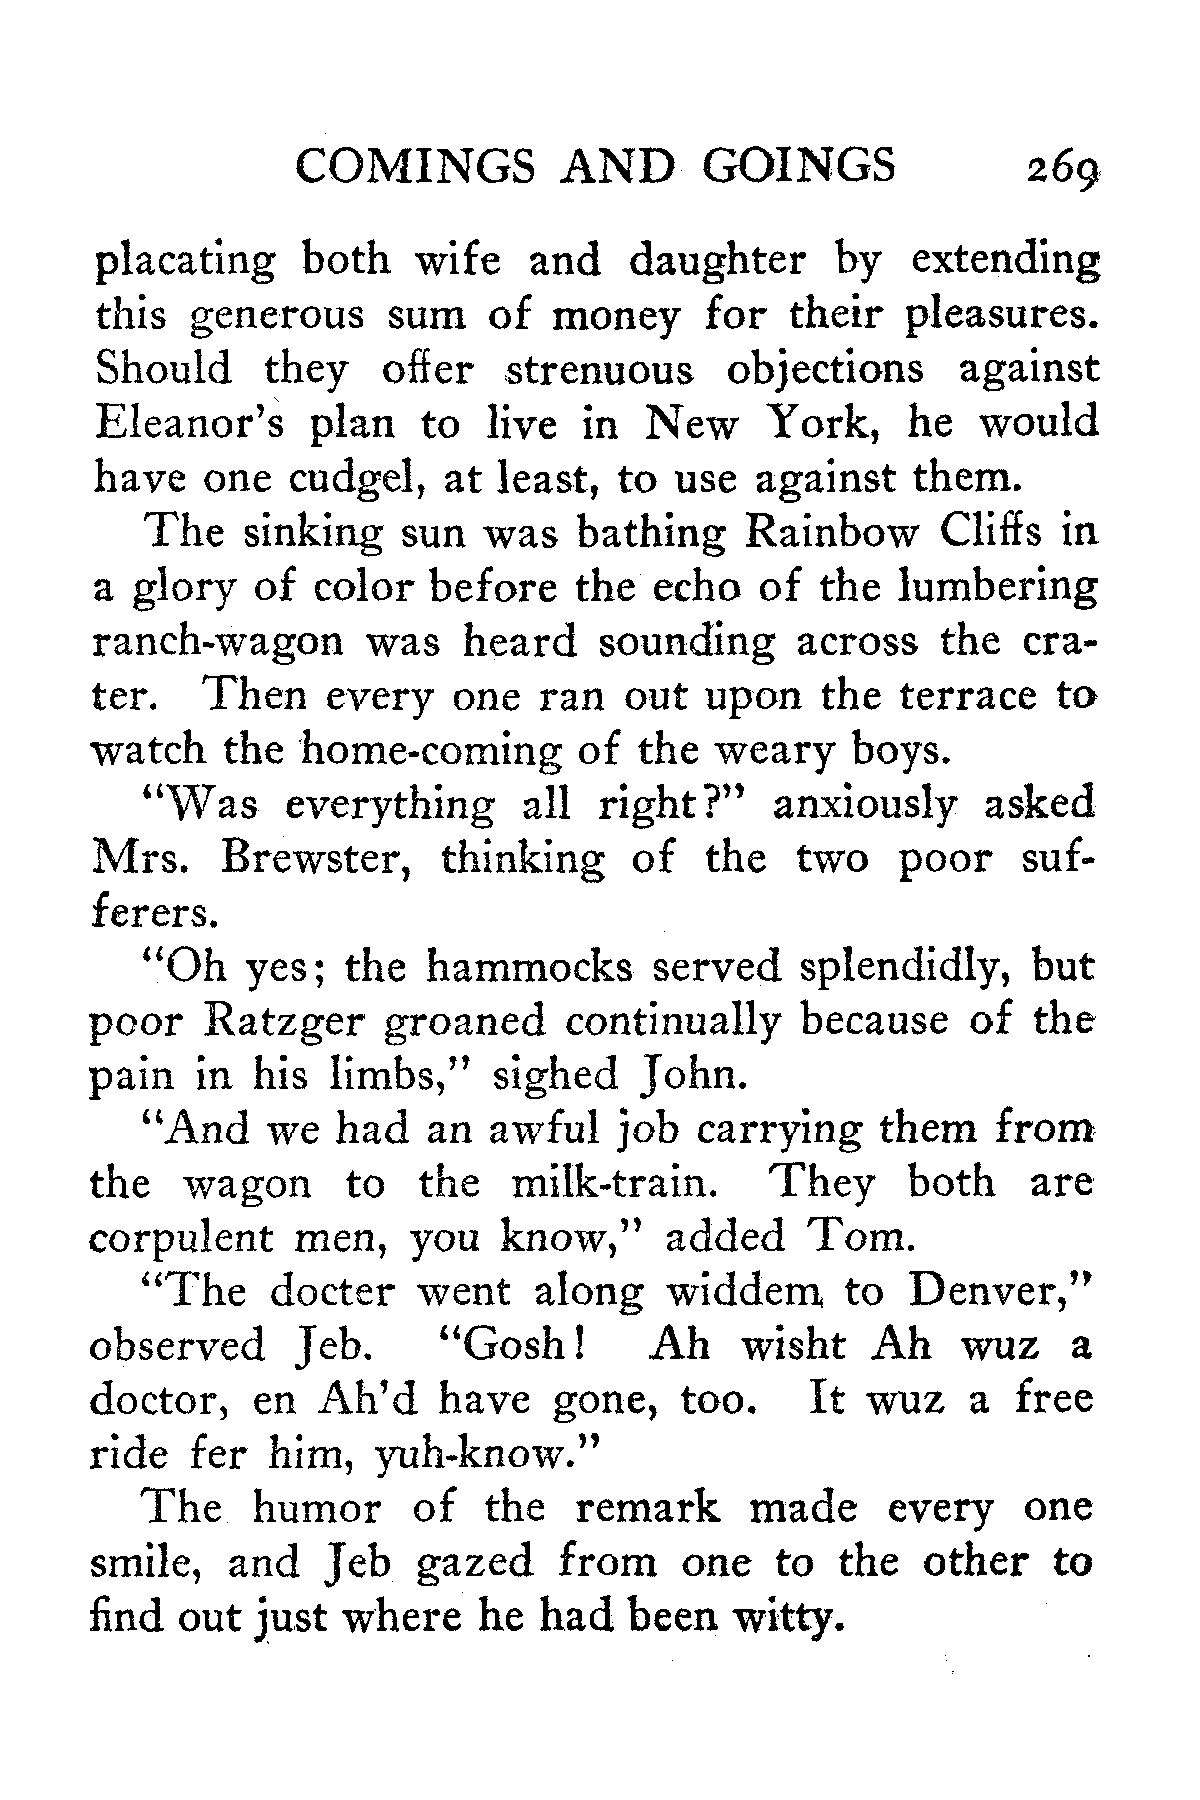 COMINGS AND GOINGS 269
placating both wife and daughter by extending
this generous sum of money for their pleasures.
Should they offer strenuous objections against
Eleanor's plan to live in New York, he would
have one cudgel, at least, to use against them.
The sinking sun was bathing Rainbow Cliffs in
a glory of color before the echo of the lumbering
ranch-wagon was heard sounding across the cra-
ter. Then every one ran out upon the terrace to
watch the home-coming of the weary boys.
"Was everything all right?" anxiously asked
Mrs. Brewster, thinking of the two poor suf-
ferers.
"Oh yes; the hammocks served splendidly, but
poor Ratzger groaned continually because of the
pain in his limbs," sighed John.
"And we had an awful job carrying them from
the wagon to the milk-train. They both are
corpulent men, you know," added Tom.
"The docter went along widdem to Denver,"
observed Jeb. "Gosh! Ah wisht Ah wuz a
doctor, en Ah'd have gone, too. It wuz a free
ride fer him, yuh-know."
The humor of the remark made every one
smile, and Jeb gazed from one to the other to
find out just where he had been witty.